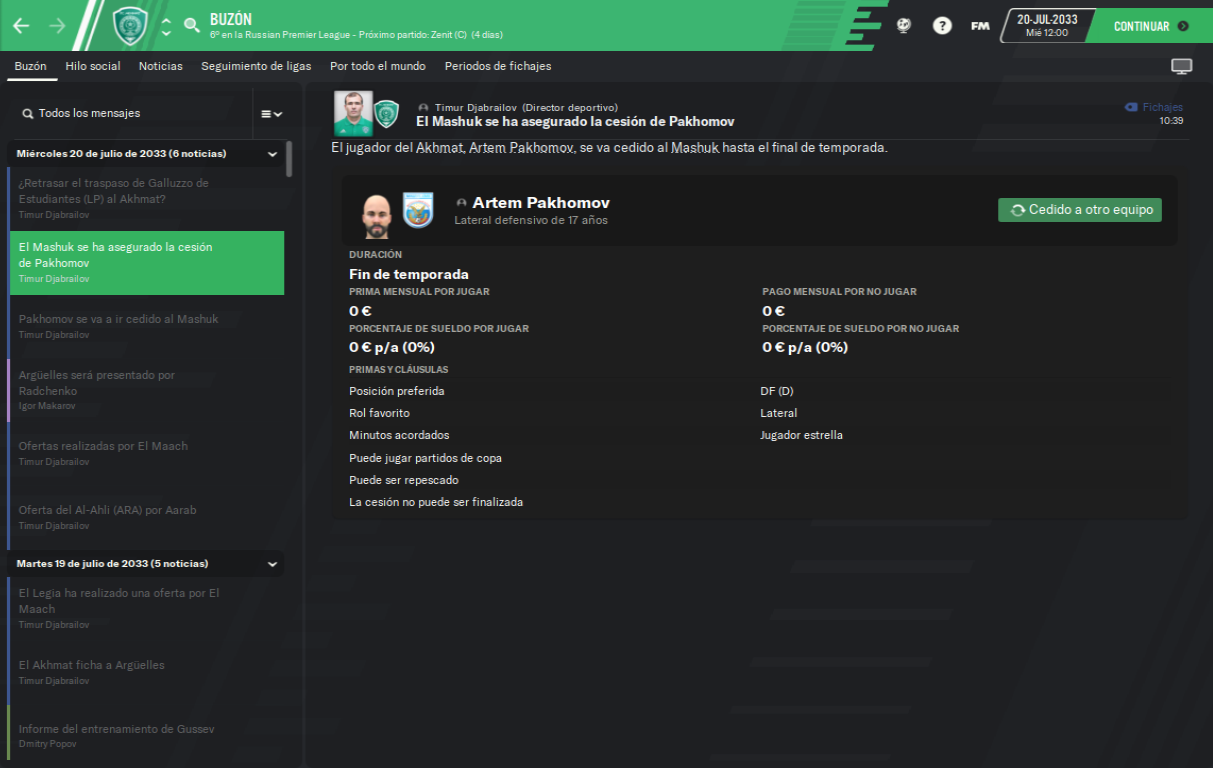 BUZÓN
6º en la Russian Premier League - Próximo partido: Zenit (C) (4 días)
?
FM
20-JUL-2033
Mié 12:00
CONTINUAR
Buzón
Hilo social
Noticias
Seguimiento de ligas
Por todo el mundo
Periodos de fichajes
Todos los mensajes
Miércoles 20 de julio de 2033 (6 noticias)
¿Retrasar el traspaso de Galluzzo de
Estudiantes (LP) al Akhmat?
Timur Djabrailov
El Mashuk se ha asegurado la cesión
de Pakhomov
Timur Djabrailov
Pakhomov se va a ir cedido al Mashuk
Timur Djabrailov
Argüelles será presentado por
Radchenko
Igor Makarov
Ofertas realizadas por El Maach
Timur Djabrailov
Oferta del Al-Ahli (ARA) por Aarab
Timur Djabrailov
Martes 19 de julio de 2033 (5 noticias)
El Legia ha realizado una oferta por El
Maach
Timur Djabrailov
El Akhmat ficha a Argüelles
Timur Djabrailov
Informe del entrenamiento de Gussev
Dmitry Popov
Timur Djabrailov (Director deportivo)
El Mashuk se ha asegurado la cesión de Pakhomov
Fichajes
10:39
El jugador del Akhmat, Artem Pakhomov, se va cedido al Mashuk hasta el final de temporada.
Artem Pakhomov
Lateral defensivo de 17 años
Cedido a otro equipo
DURACIÓN
Fin de temporada
PRIMA MENSUAL POR JUGAR
PAGO MENSUAL POR NO JUGAR
0 €
0 €
PORCENTAJE DE SUELDO POR JUGAR
PORCENTAJE DE SUELDO POR NO JUGAR
0 € p/a (0%)
0 € p/a (0%)
PRIMAS Y CLÁUSULAS
Posición preferida
DF (D)
Rol favorito
Lateral
Minutos acordados
Jugador estrella
Puede jugar partidos de copa
Puede ser repescado
La cesión no puede ser finalizada